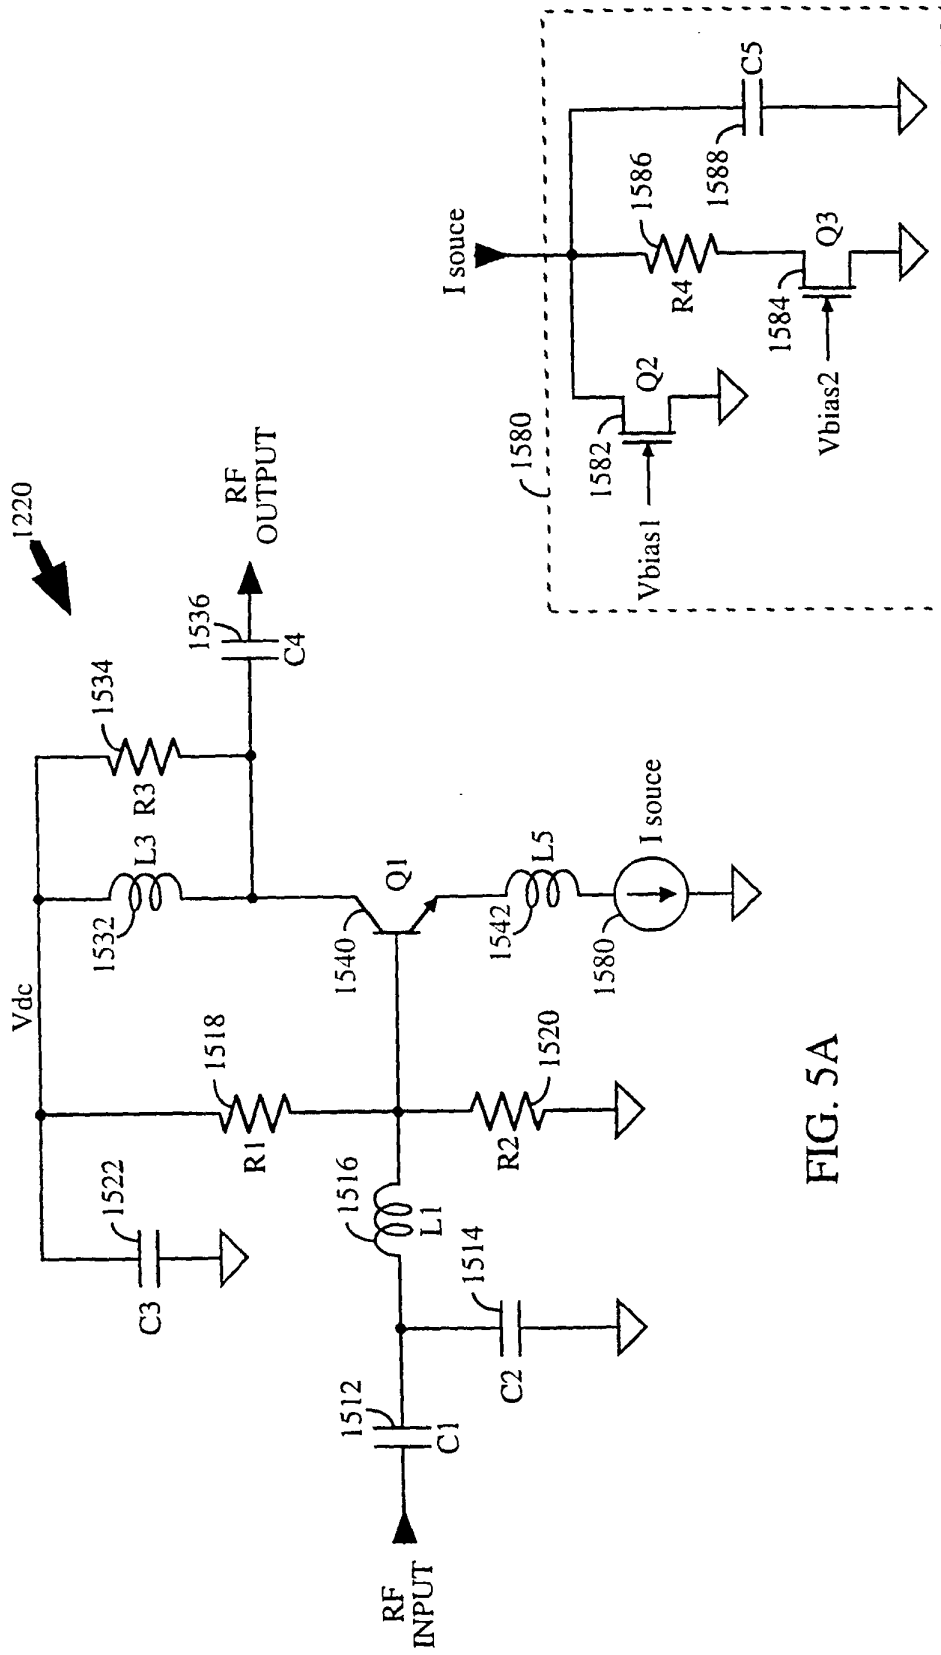 1220
Vdc
1522
C3
1518
R1
1532
L3
1534
R3
1536
C4
RF
OUTPUT
RF
INPUT
1512
C1
1514
C2
1516
L1
1520
R2
1540
Q1
1542
L5
1580
I souce
1580
I souce
Vbias1
1582
Q2
1586
R4
1588
C5
Vbias2
1584
Q3
FIG. 5A